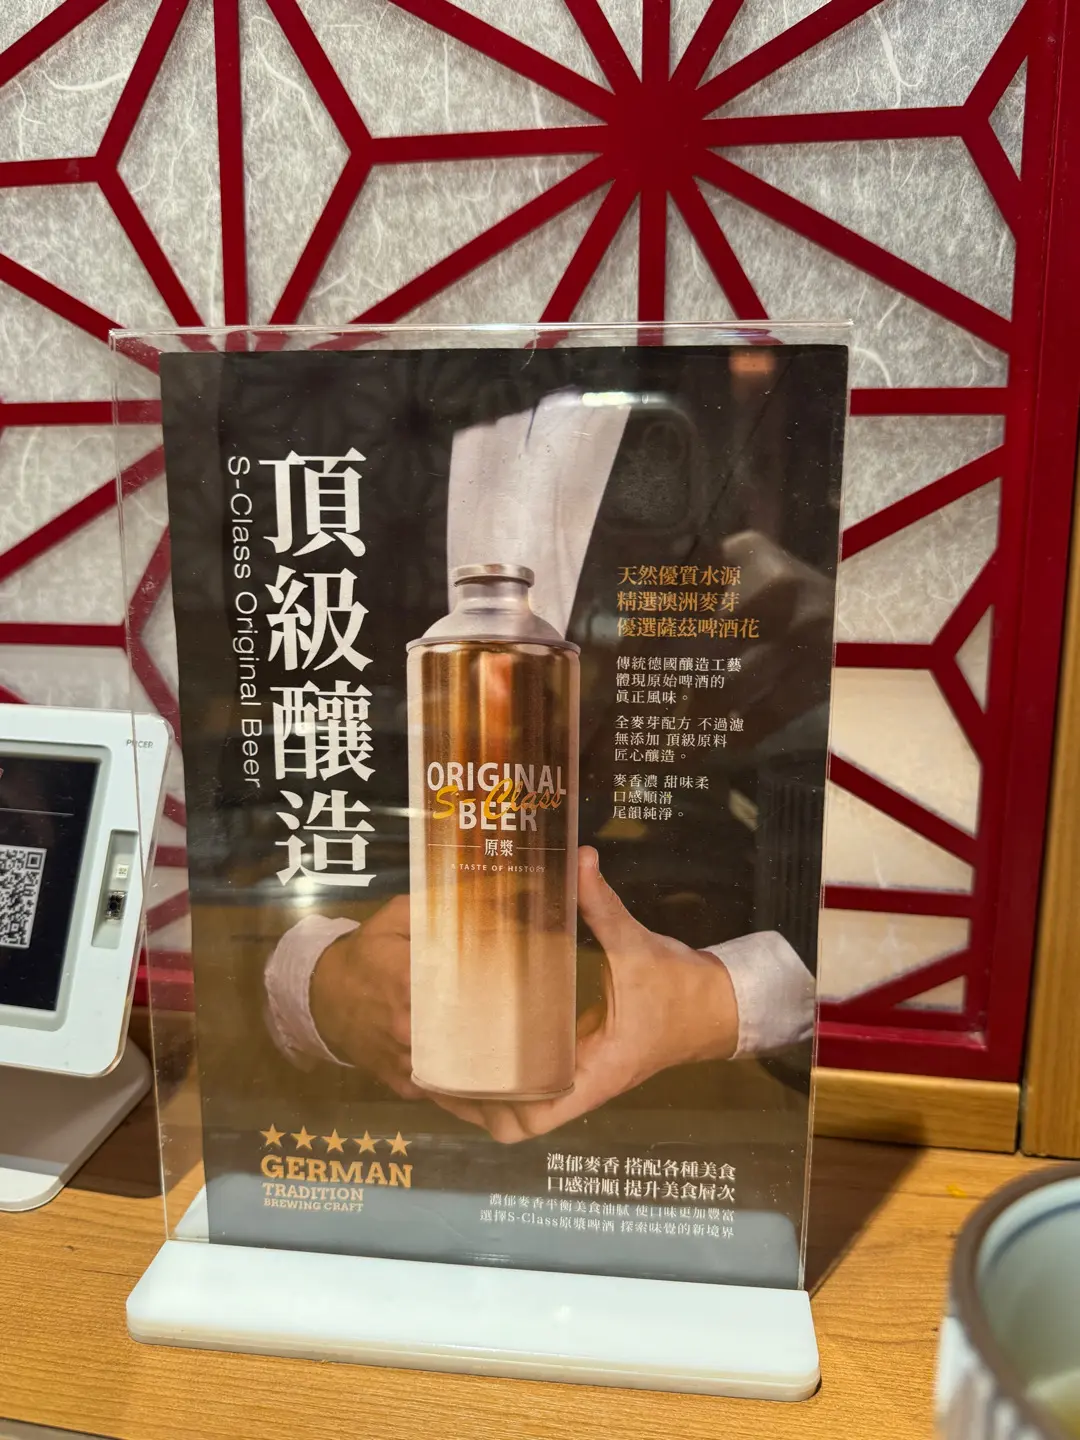 頂級釀造
S-Class Original Beer
天然優質水源
精選澳洲麥芽
優選薩茲啤酒花
傳統德國釀造工藝
體現原始啤酒的
真正風味。
全麥芽配方 不過濾
無添加 頂級原料
匠心釀造。
麥香濃 甜味柔
口感順滑
尾韻純淨。
ORIGINAL
S-Class
BEER
原漿
A TASTE OF HISTORY
GERMAN
TRADITION
BREWING CRAFT
濃郁麥香 搭配各種美食
口感滑順 提升美食層次
濃郁麥香平衡美食油膩 使口味更加豐富
選擇S-Class原漿啤酒 探索味覺的新境界
PRICER